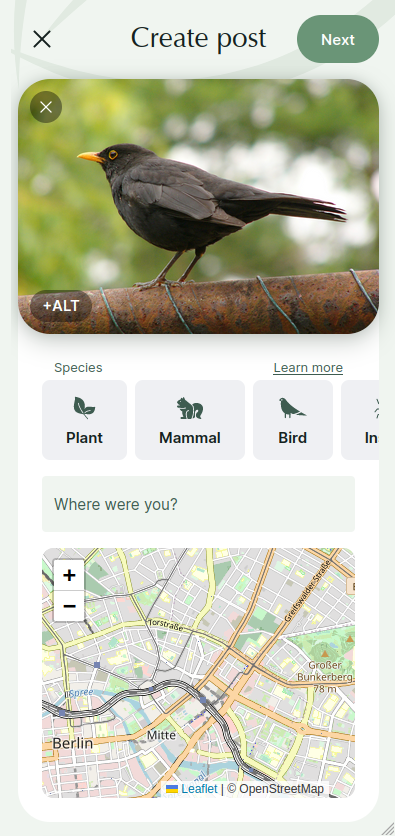 Create post
Next
+ALT
Species
Learn more
Plant
Mammal
Bird
In
Where were you?
+
−
Torstraße
Greifswalder Straße
Großer
Bunkerberg
78 m
Spree
Berlin
Mitte
Leaflet | © OpenStreetMap